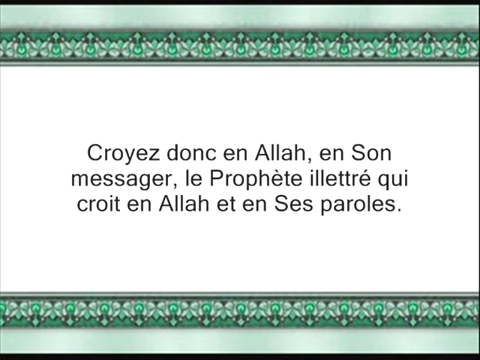 Croyez donc en Allah, en Son
messager, le Prophète illettré qui
croit en Allah et en Ses paroles.